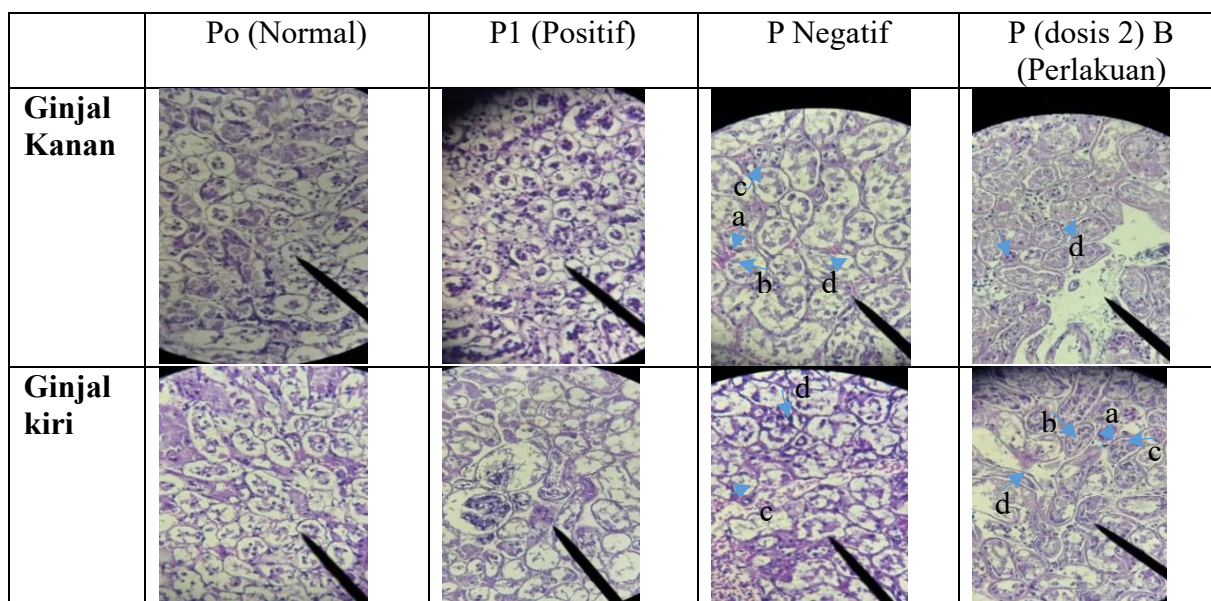 Po (Normal)
P1 (Positif)
P Negatif
P (dosis 2) B
(Perlakuan)
Ginjal
Kanan
c
a
b
d
d
Ginjal
kiri
d
c
b
a
c
d